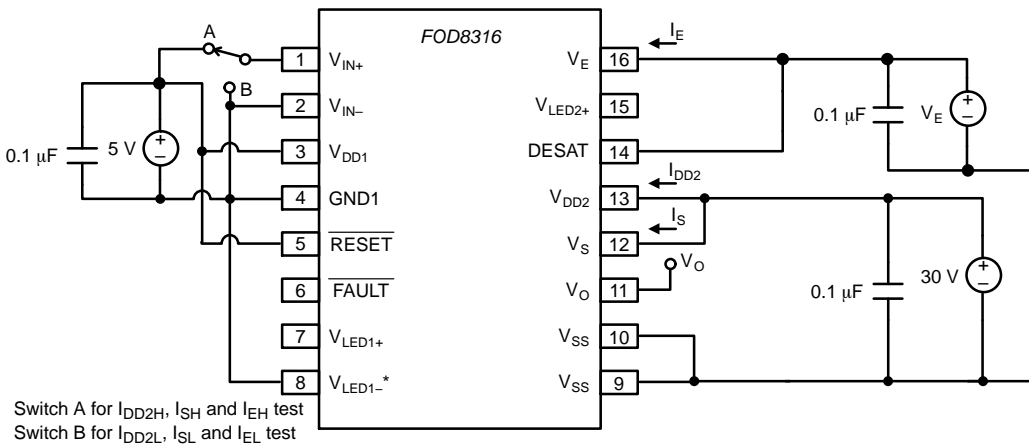 FOD8316
A
B
0.1 μF
5 V
+
−
1 V_IN+
2 V_IN–
3 V_DD1
4 GND1
5 R̅E̅S̅E̅T̅
6 F̅A̅U̅L̅T̅
7 V_LED1+
8 V_LED1–*
V_E 16
V_LED2+ 15
DESAT 14
V_DD2 13
V_S 12
V_O 11
V_SS 10
V_SS 9
I_E
I_DD2
I_S
V_O
0.1 μF
V_E
+
−
0.1 μF
30 V
+
−
Switch A for I_DD2H, I_SH and I_EH test
Switch B for I_DD2L, I_SL and I_EL test